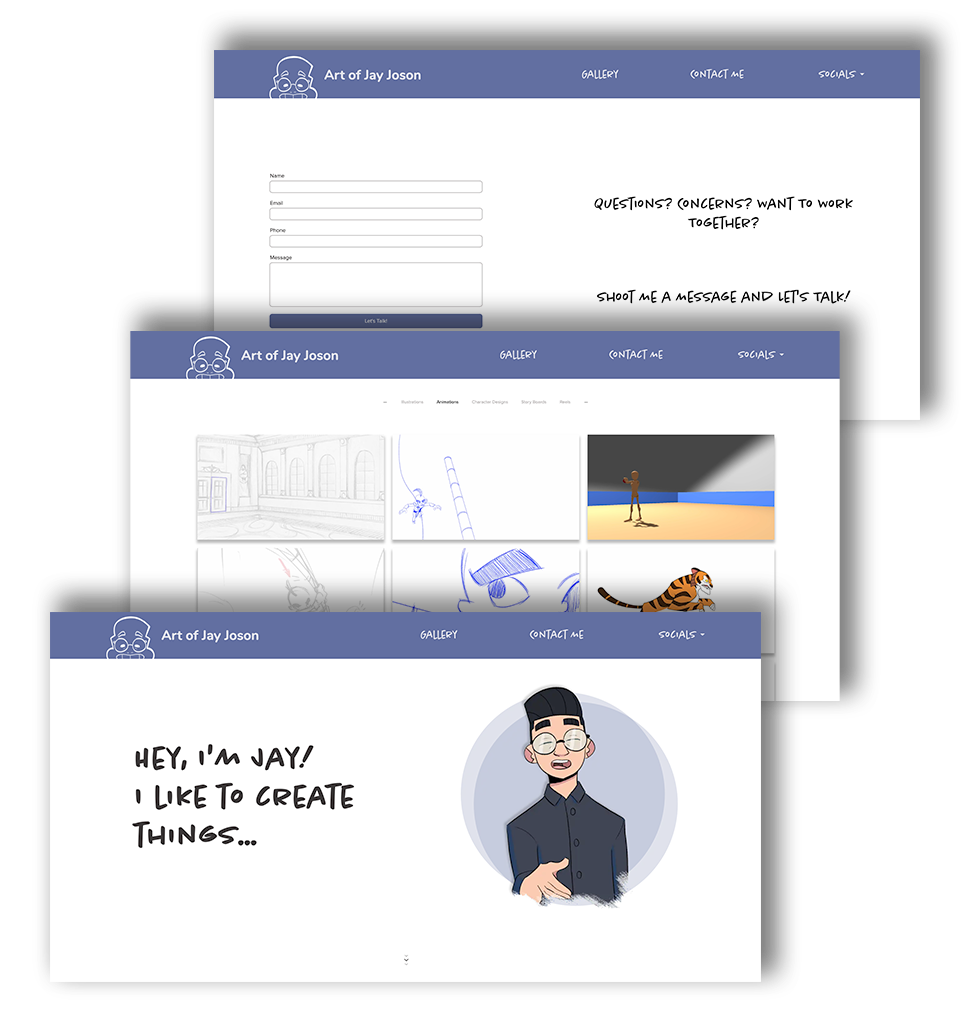 Art of Jay Joson
GALLERY
CONTACT ME
SOCIALS
Name
Email
Phone
Message
Let's Talk!
QUESTIONS? CONCERNS? WANT TO WORK
TOGETHER?
SHOOT ME A MESSAGE AND LET'S TALK!
Art of Jay Joson
GALLERY
CONTACT ME
SOCIALS
Illustrations
Animations
Character Designs
Story Boards
Art of Jay Joson
GALLERY
CONTACT ME
SOCIALS
HEY, I'M JAY!
I LIKE TO CREATE
THINGS...